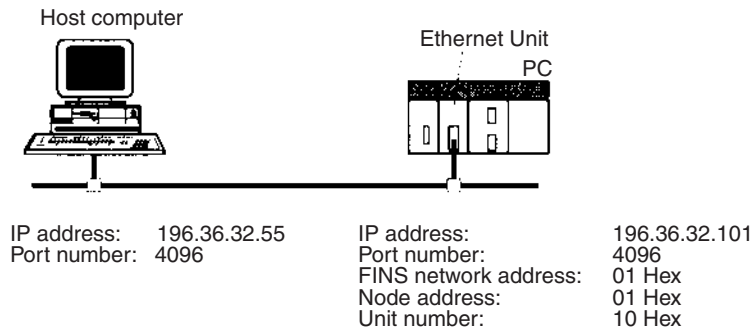 Host computer
Ethernet Unit
PC
IP address: 196.36.32.55
Port number: 4096
IP address: 196.36.32.101
Port number: 4096
FINS network address: 01 Hex
Node address: 01 Hex
Unit number: 10 Hex